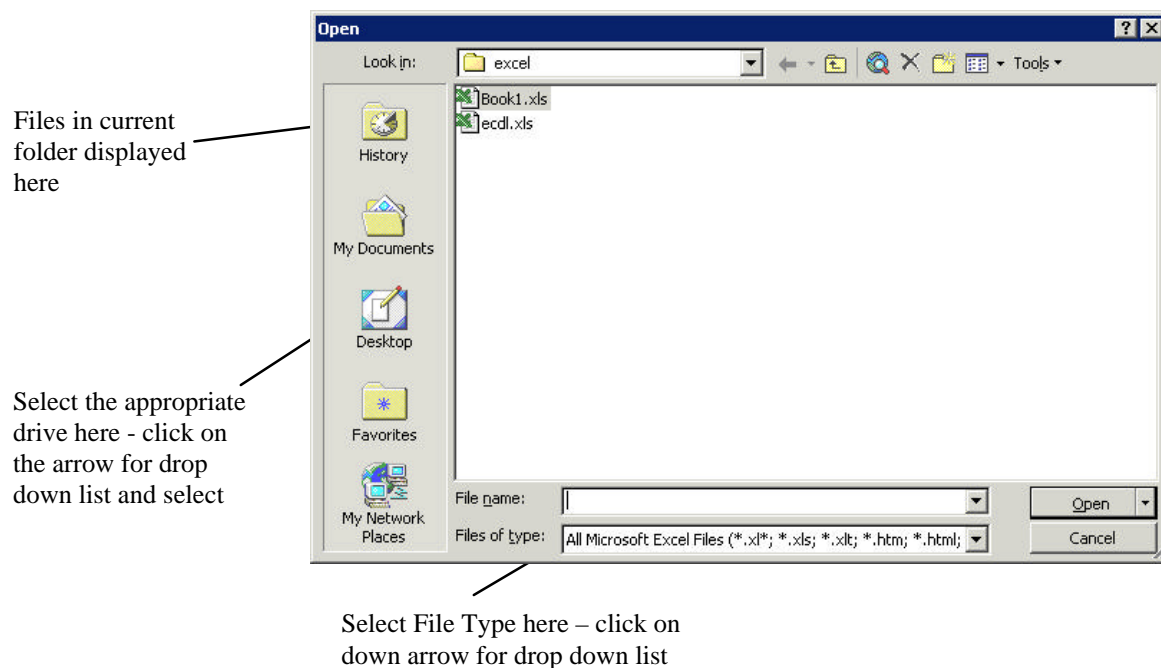 Open
Look in:
excel
Tools
Book1.xls
ecdl.xls
History
My Documents
Desktop
Favorites
My Network
Places
File name:
Open
Files of type:
All Microsoft Excel Files (*.xl*; *.xls; *.xlt; *.htm; *.html;
Cancel
Files in current
folder displayed
here
Select the appropriate
drive here - click on
the arrow for drop
down list and select
Select File Type here – click on
down arrow for drop down list